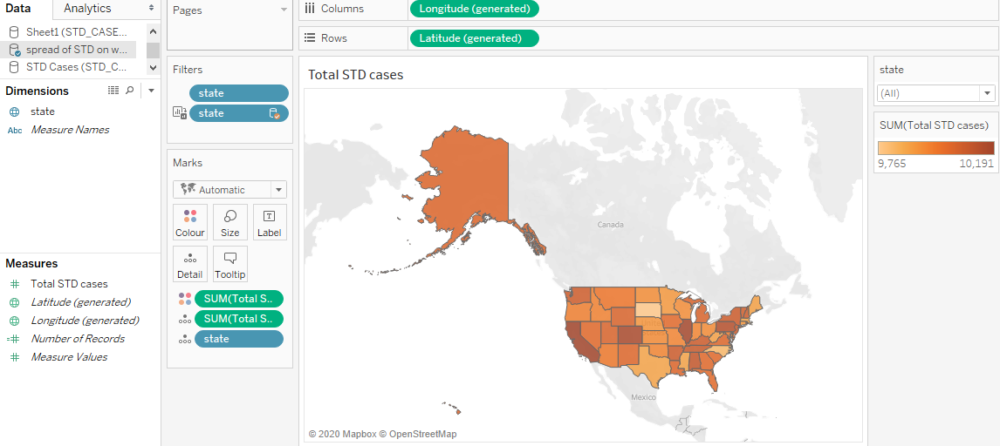 Data
Analytics
Sheet1 (STD_CASE...
spread of STD on w...
STD Cases (STD_C...
Dimensions
state
Abc Measure Names
Measures
Total STD cases
Latitude (generated)
Longitude (generated)
Number of Records
Measure Values
Pages
Filters
state
state
Marks
Automatic
Colour
Size
Label
Detail
Tooltip
SUM(Total S..
SUM(Total S..
state
Columns
Longitude (generated)
Rows
Latitude (generated)
Total STD cases
Canada
Mexico
© 2020 Mapbox © OpenStreetMap
state
(All)
SUM(Total STD cases)
9,765
10,191